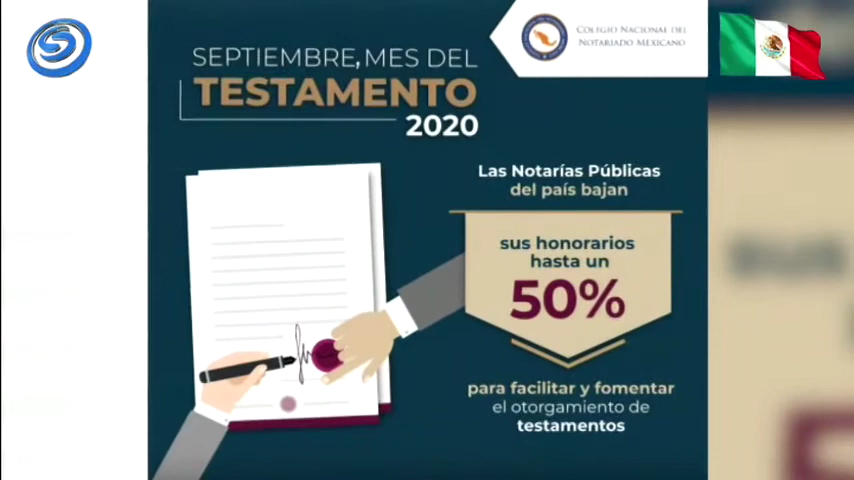 COLEGIO NACIONAL DEL
NOTARIADO MEXICANO
SEPTIEMBRE, MES DEL
TESTAMENTO
2020
Las Notarías Públicas
del país bajan
sus honorarios
hasta un
50%
para facilitar y fomentar
el otorgamiento de
testamentos